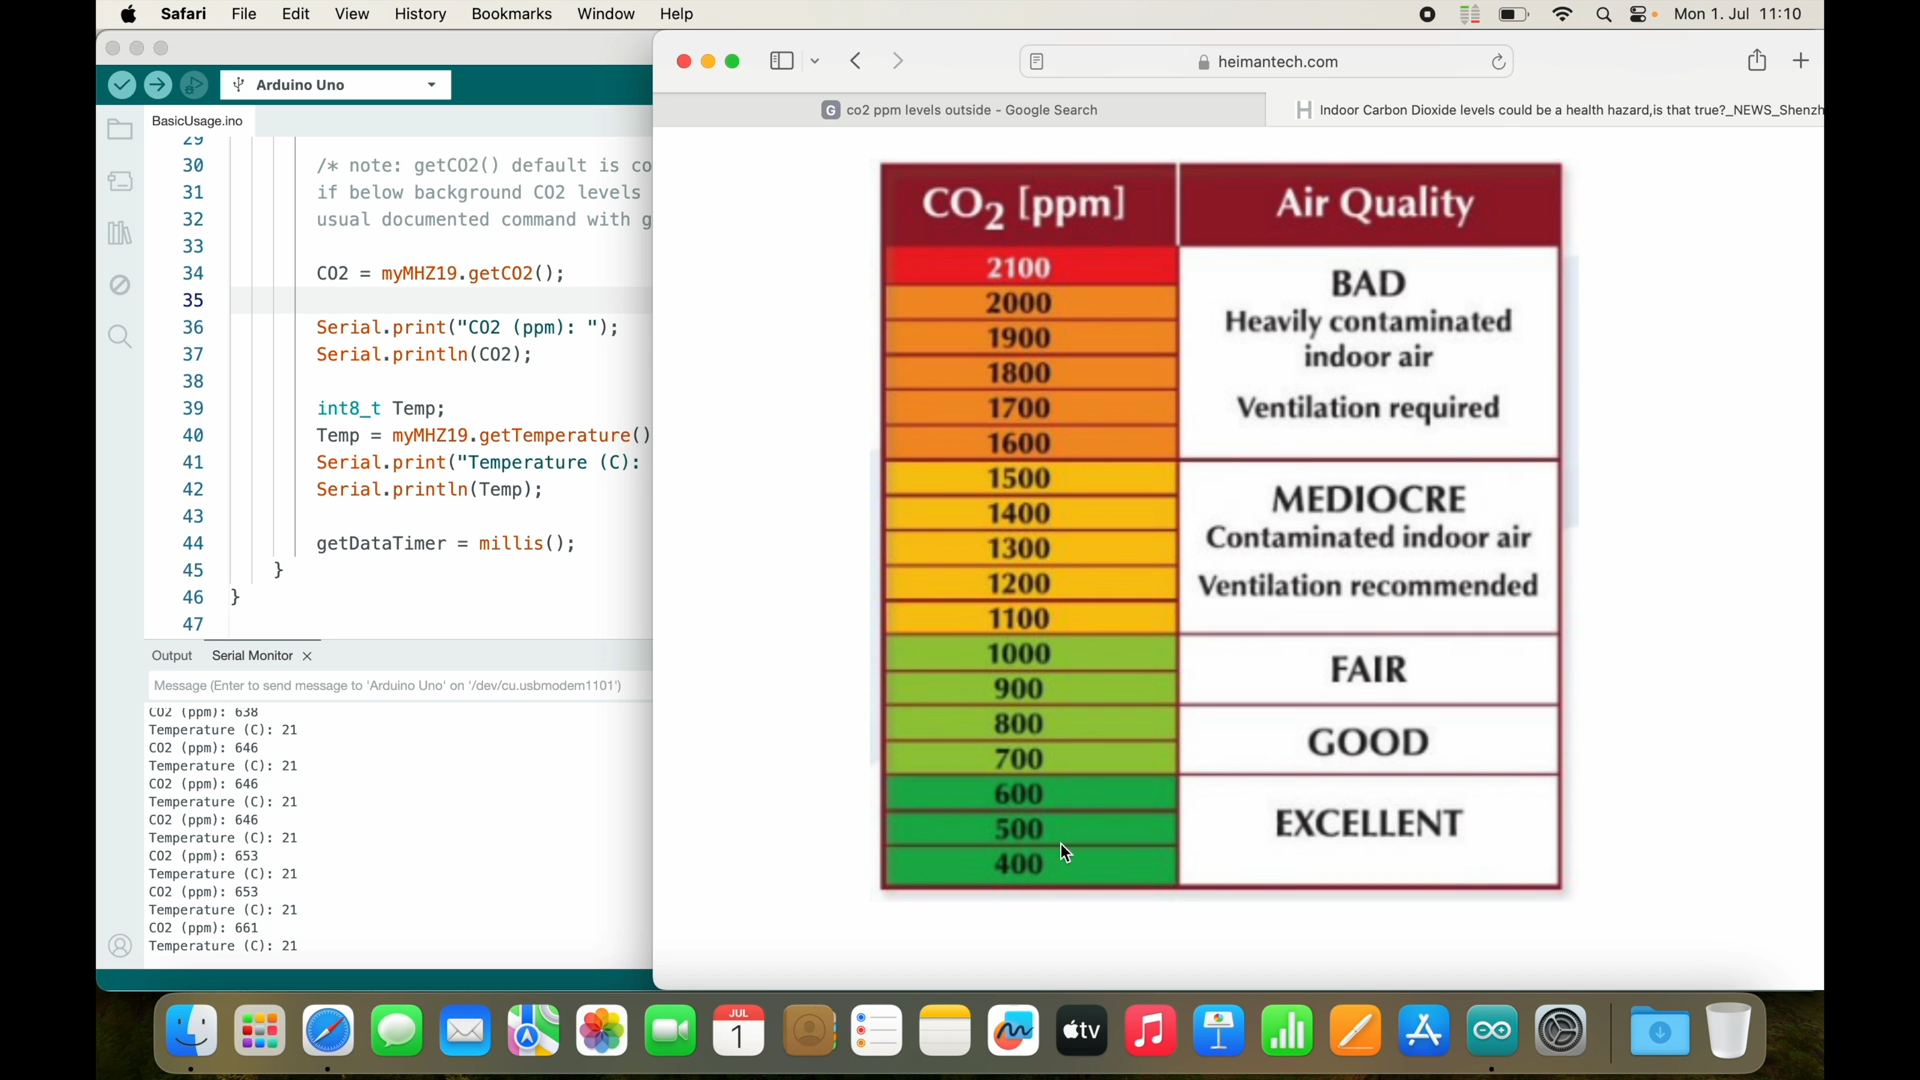 Safari File Edit View History Bookmarks Window Help Mon 1. Jul 11:10
Arduino Uno
BasicUsage.ino
29
30 /* note: getCO2() default is co
31 if below background CO2 levels
32 usual documented command with g
33
34 CO2 = myMHZ19.getCO2();
35
36 Serial.print("CO2 (ppm): ");
37 Serial.println(CO2);
38
39 int8_t Temp;
40 Temp = myMHZ19.getTemperature()
41 Serial.print("Temperature (C):
42 Serial.println(Temp);
43
44 getDataTimer = millis();
45 }
46 }
47
Output Serial Monitor
Message (Enter to send message to 'Arduino Uno' on '/dev/cu.usbmodem1101')
CO2 (ppm): 638
Temperature (C): 21
CO2 (ppm): 646
Temperature (C): 21
CO2 (ppm): 646
Temperature (C): 21
CO2 (ppm): 646
Temperature (C): 21
CO2 (ppm): 653
Temperature (C): 21
CO2 (ppm): 653
Temperature (C): 21
CO2 (ppm): 661
Temperature (C): 21
heimantech.com
G co2 ppm levels outside - Google Search
H Indoor Carbon Dioxide levels could be a health hazard,is that true?_NEWS_Shenzh
CO2 [ppm] Air Quality
2100
2000
1900
1800
1700
1600
BAD
Heavily contaminated
indoor air
Ventilation required
1500
1400
1300
1200
1100
MEDIOCRE
Contaminated indoor air
Ventilation recommended
1000
900
FAIR
800
700
GOOD
600
500
400
EXCELLENT
JUL
1
tv